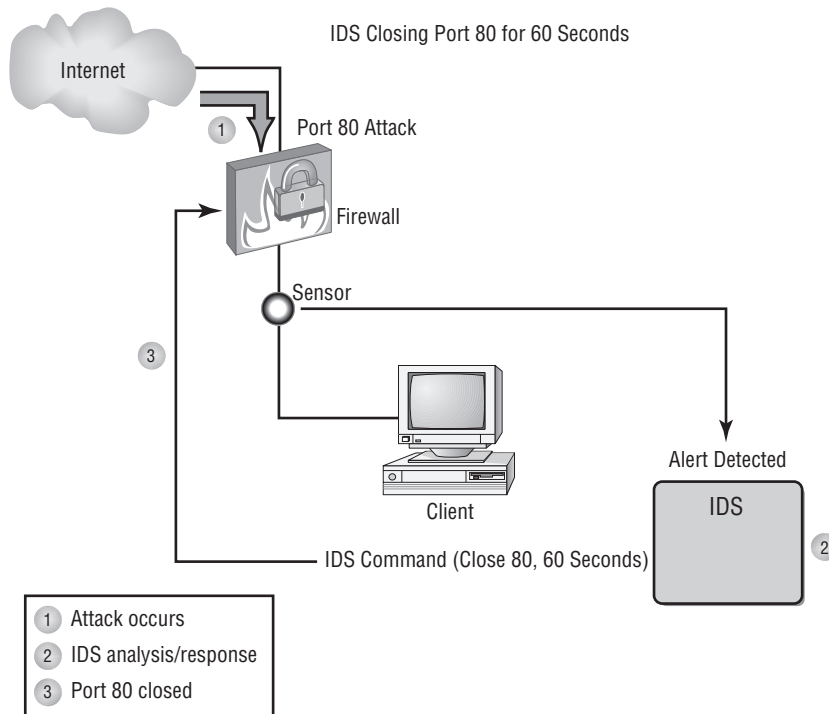 IDS Closing Port 80 for 60 Seconds
Internet
1
Port 80 Attack
Firewall
Sensor
3
Client
Alert Detected
IDS
2
IDS Command (Close 80, 60 Seconds)
1 Attack occurs
2 IDS analysis/response
3 Port 80 closed